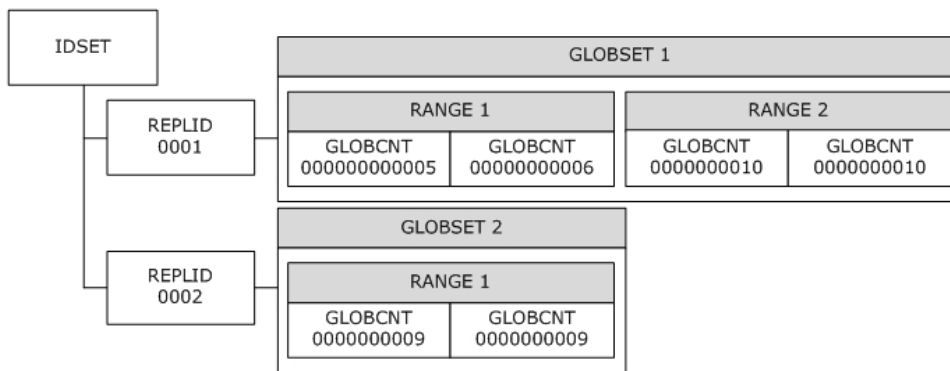 IDSET
GLOBSET 1
REPLID
0001
RANGE 1
RANGE 2
GLOBCNT
000000000005
GLOBCNT
00000000006
GLOBCNT
0000000010
GLOBCNT
0000000010
GLOBSET 2
REPLID
0002
RANGE 1
GLOBCNT
0000000009
GLOBCNT
0000000009